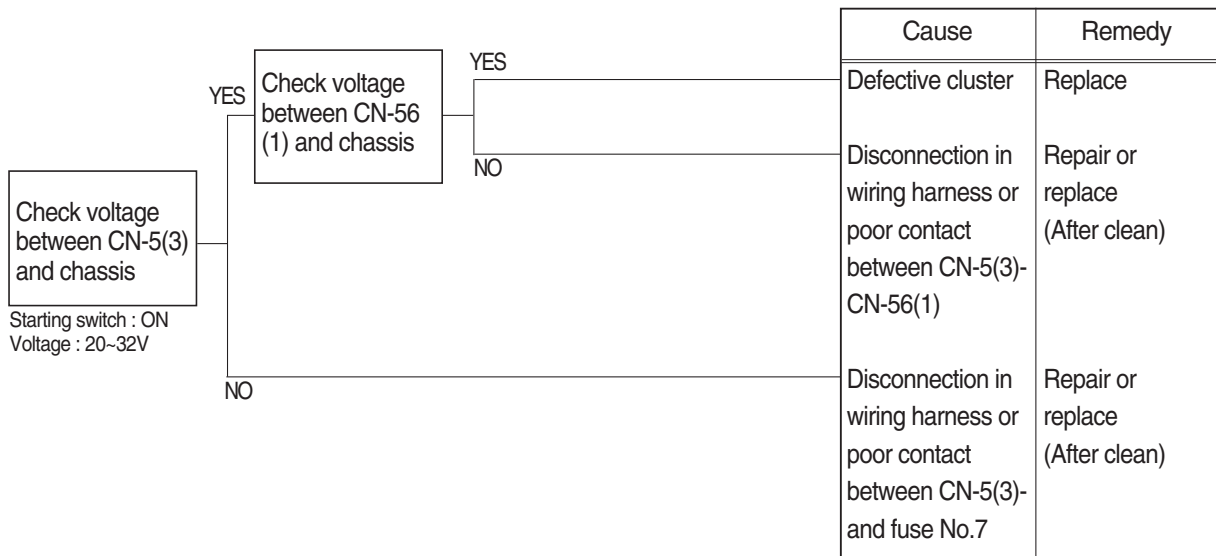 Cause Remedy
YES
Check voltage
between CN-56
(1) and chassis
YES
Defective cluster Replace
NO
Disconnection in Repair or
wiring harness or replace
poor contact (After clean)
between CN-5(3)-
CN-56(1)
Check voltage
between CN-5(3)
and chassis
Starting switch : ON
Voltage : 20~32V
NO
Disconnection in Repair or
wiring harness or replace
poor contact (After clean)
between CN-5(3)-
and fuse No.7